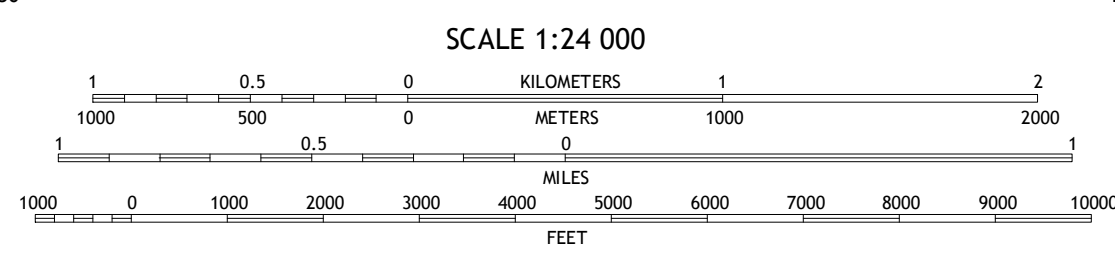 SCALE 1:24 000
1 0.5 0 KILOMETERS 1 2
1000 500 0 METERS 1000 2000
1 0.5 0 1
MILES
1000 0 1000 2000 3000 4000 5000 6000 7000 8000 9000 10000
FEET